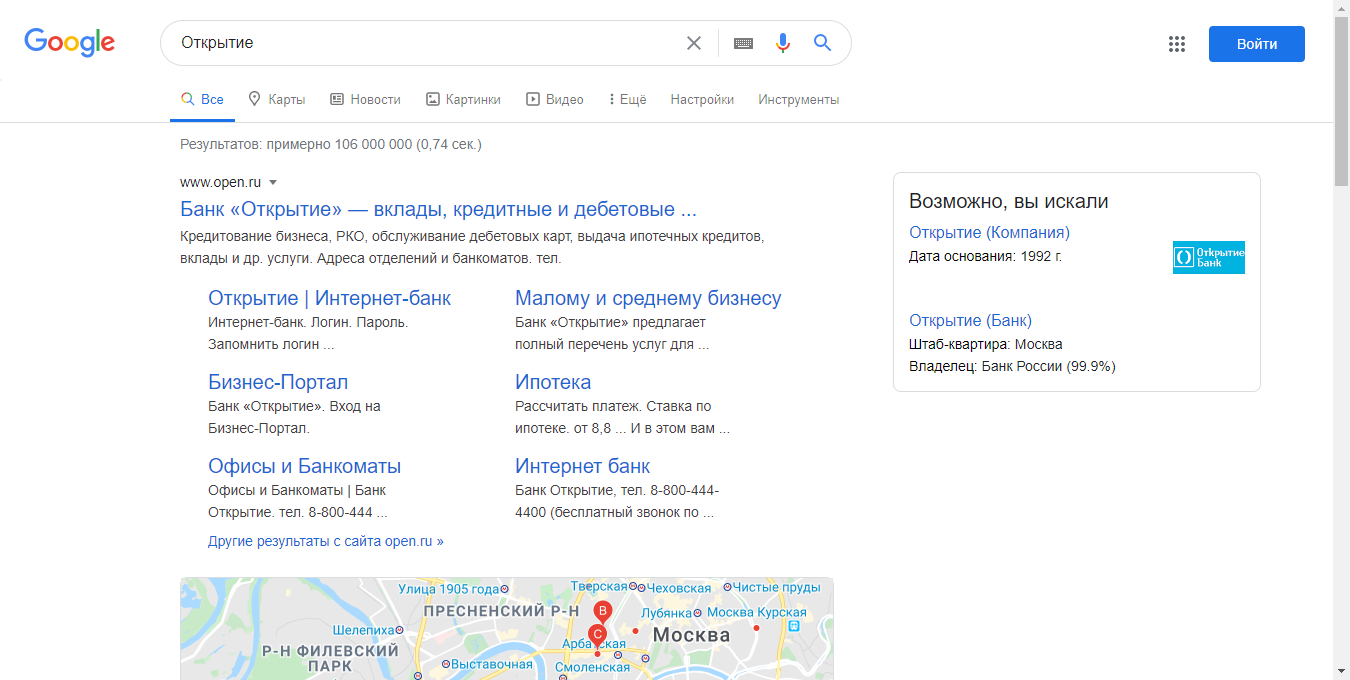 Google
Открытие
Войти
Все
Карты
Новости
Картинки
Видео
Ещё
Настройки
Инструменты
Результатов: примерно 106 000 000 (0,74 сек.)
www.open.ru
Банк «Открытие» — вклады, кредитные и дебетовые ...
Кредитование бизнеса, РКО, обслуживание дебетовых карт, выдача ипотечных кредитов,
вклады и др. услуги. Адреса отделений и банкоматов. тел.
Открытие | Интернет-банк
Интернет-банк. Логин. Пароль.
Запомнить логин ...
Малому и среднему бизнесу
Банк «Открытие» предлагает
полный перечень услуг для ...
Бизнес-Портал
Банк «Открытие». Вход на
Бизнес-Портал.
Ипотека
Рассчитать платеж. Ставка по
ипотеке. от 8,8 ... И в этом вам ...
Офисы и Банкоматы
Офисы и Банкоматы | Банк
Открытие. тел. 8-800-444 ...
Интернет банк
Банк Открытие, тел. 8-800-444-
4400 (бесплатный звонок по ...
Другие результаты с сайта open.ru »
Возможно, вы искали
Открытие (Компания)
Дата основания: 1992 г.
Открытие
Банк
Открытие (Банк)
Штаб-квартира: Москва
Владелец: Банк России (99.9%)
Улица 1905 года
Тверская
Чеховская
Чистые пруды
ПРЕСНЕНСКИЙ Р-Н
B
Лубянка
Москва Курская
Шелепиха
C
Москва
Арбатская
Р-Н ФИЛЕВСКИЙ
ПАРК
Выставочная
Смоленская